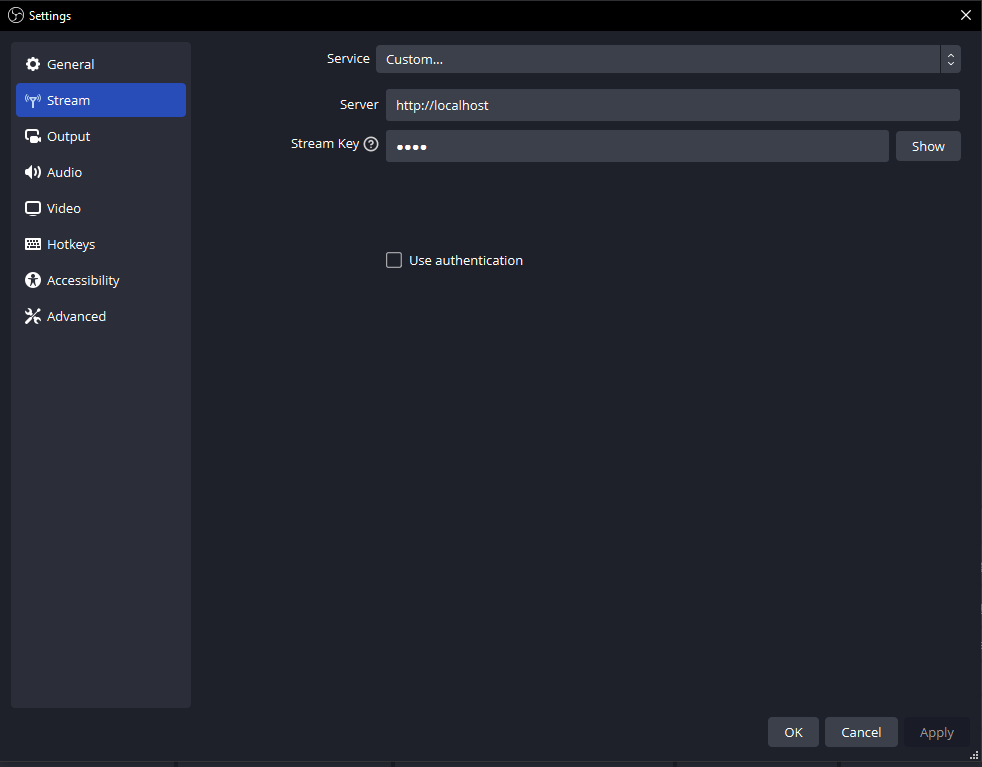 Settings
General
Stream
Output
Audio
Video
Hotkeys
Accessibility
Advanced
Service Custom...
Server http://localhost
Stream Key ? ●●●● Show
Use authentication
OK Cancel Apply